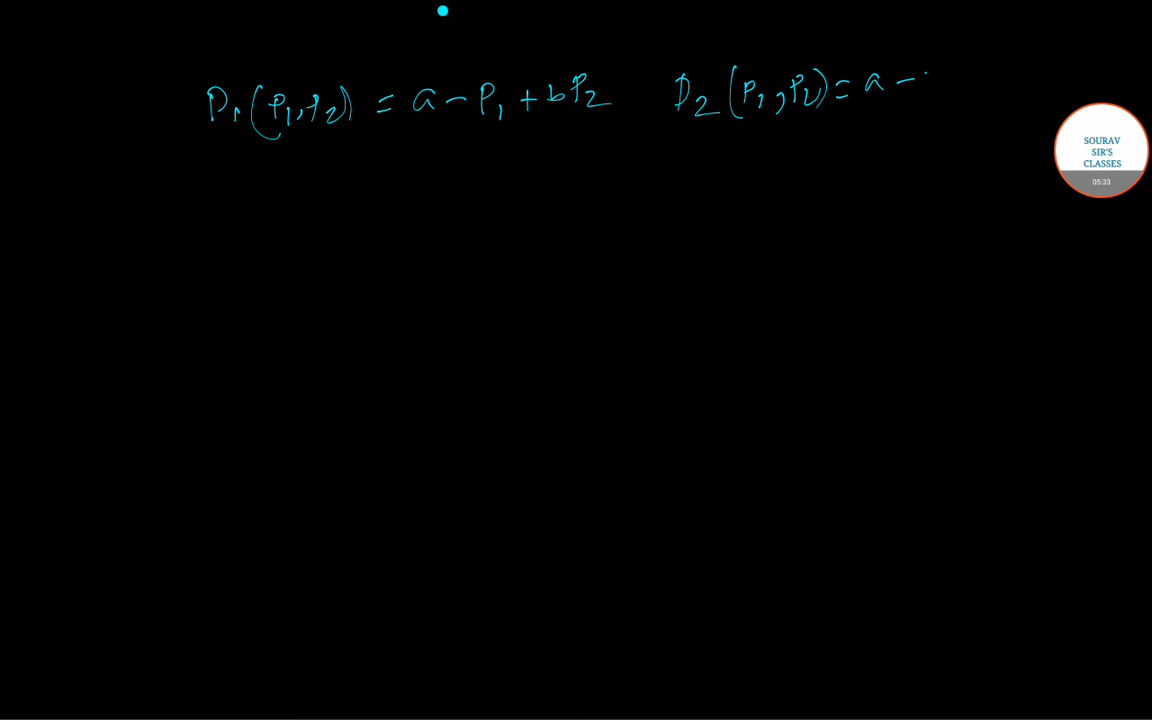 D₁(P₁,P₂) = a − P₁ + bP₂ D₂(P₁,P₂) = a −
SOURAV
SIR'S
CLASSES
05:33